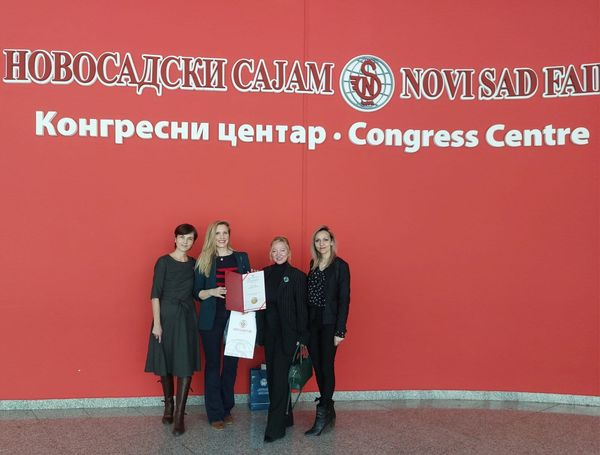 НОВОСАДСКИ САЈАМ NOVI SAD FAIR
Конгресни центар · Congress Centre